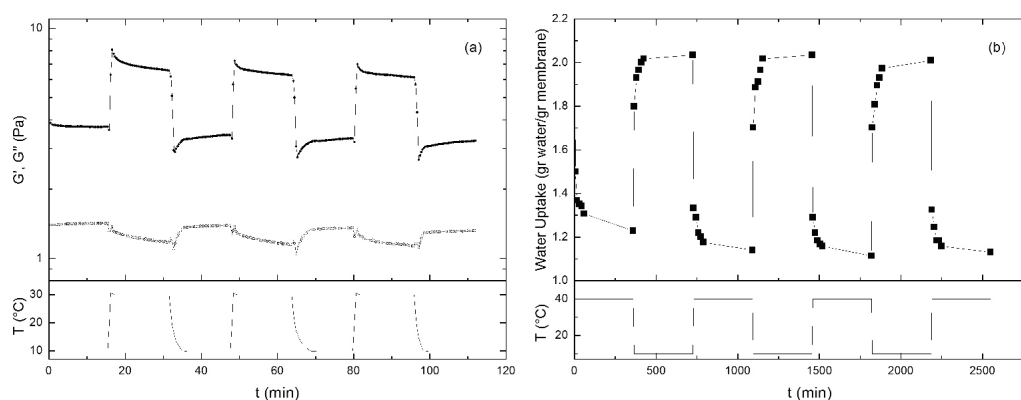 10
(a)
G', G'' (Pa)
1
30
20
10
T (°C)
0 20 40 60 80 100 120
t (min)
2.2
2.0
1.8
1.6
1.4
1.2
1.0
(b)
Water Uptake (gr water/gr membrane)
40
20
T (°C)
500 1000 1500 2000 2500
t (min)